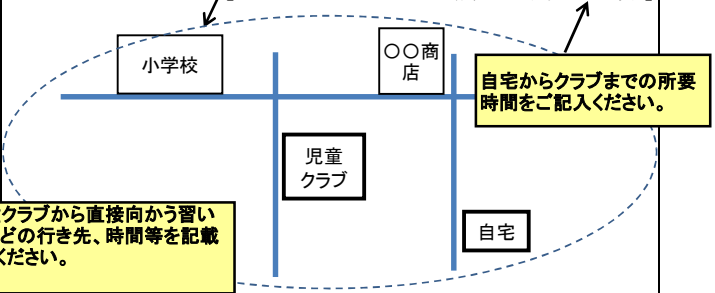 小学校
〇〇商
店
自宅からクラブまでの所要
時間をご記入ください。
児童
クラブ
クラブから直接向かう習い
どの行き先、時間等を記載
ください。
自宅